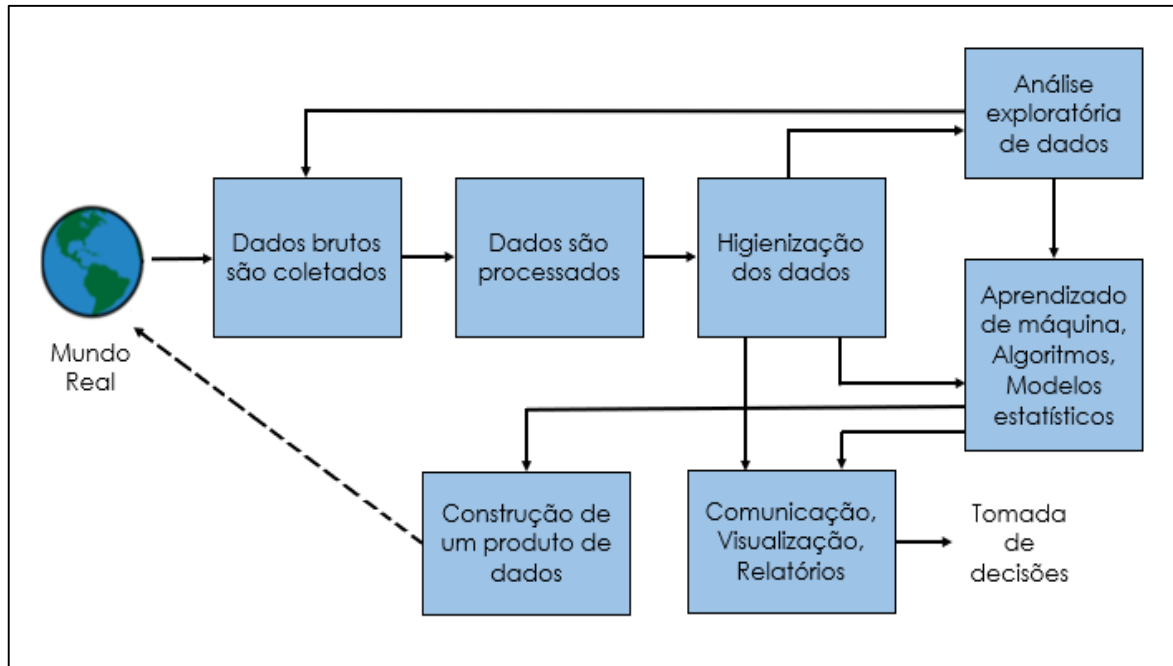 Análise
exploratória
de dados
Dados brutos
são coletados
Dados são
processados
Higienização
dos dados
Mundo
Real
Aprendizado
de máquina,
Algoritmos,
Modelos
estatísticos
Construção de
um produto de
dados
Comunicação,
Visualização,
Relatórios
Tomada
de
decisões